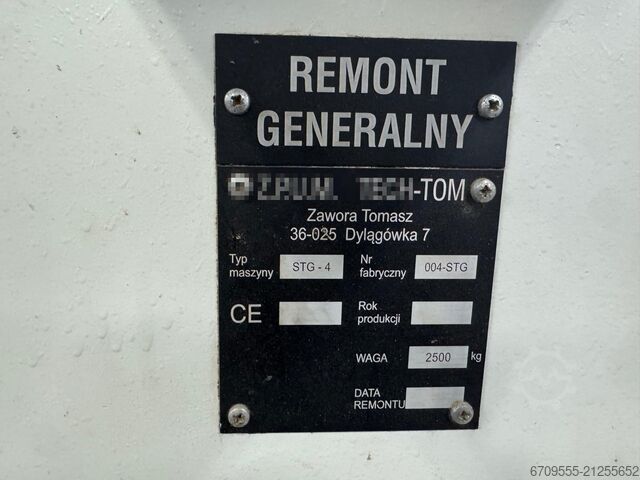 REMONT
GENERALNY
-TOM
Zawora Tomasz
36-025 Dylągówka 7
Typ maszyny STG - 4 Nr fabryczny 004-STG
CE Rok produkcji
WAGA 2500 kg
DATA REMONTU
6709555-21255652